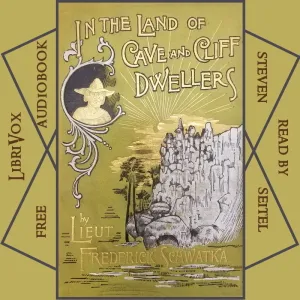 IN THE LAND OF
CAVE AND CLIFF
DWELLERS
by
LIEUT.
FREDERICK SCHWATKA
LIBRIVOX
AUDIOBOOK
FREE
STEVEN
READ BY
SEITEL